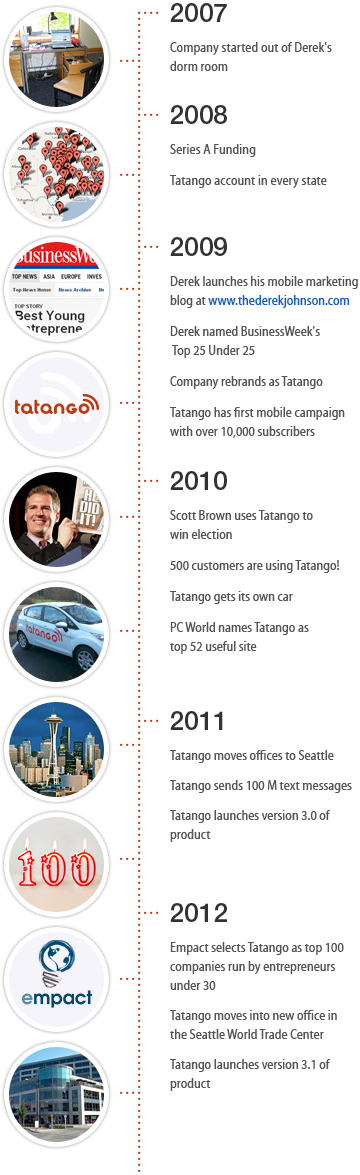 2007
Company started out of Derek's
dorm room
2008
Series A Funding
Tatango account in every state
BusinessWe
TOP NEWS ASIA EUROPE INVES
Top News Home News Archive
TOP STORY
Best Young
ntreprene
2009
Derek launches his mobile marketing
blog at www.thederekjohnson.com
Derek named BusinessWeek's
Top 25 Under 25
Company rebrands as Tatango
Tatango has first mobile campaign
with over 10,000 subscribers
tatango
2010
HE
DID
IT!
Scott Brown uses Tatango to
win election
500 customers are using Tatango!
Tatango gets its own car
PC World names Tatango as
top 52 useful site
tatango
2011
Tatango moves offices to Seattle
Tatango sends 100 M text messages
Tatango launches version 3.0 of
product
100
2012
Empact selects Tatango as top 100
companies run by entrepreneurs
under 30
Tatango moves into new office in
the Seattle World Trade Center
Tatango launches version 3.1 of
product
empact